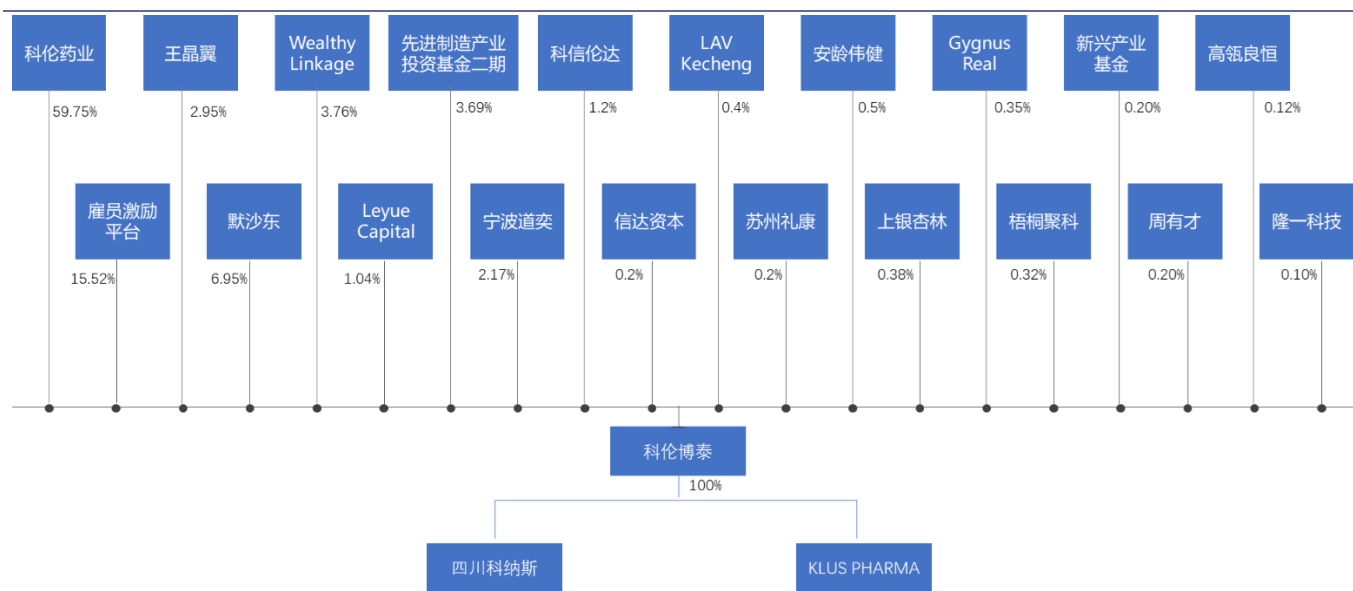 科伦药业
王晶翼
Wealthy
Linkage
先进制造产业
投资基金二期
科信伦达
LAV
Kecheng
安龄伟健
Gygnus
Real
新兴产业
基金
高瓴良恒
59.75%
2.95%
3.76%
3.69%
1.2%
0.4%
0.5%
0.35%
0.20%
0.12%
雇员激励
平台
默沙东
Leyue
Capital
宁波道奕
信达资本
苏州礼康
上银杏林
梧桐聚科
周有才
隆一科技
15.52%
6.95%
1.04%
2.17%
0.2%
0.2%
0.38%
0.32%
0.20%
0.10%
科伦博泰
100%
四川科纳斯
KLUS PHARMA